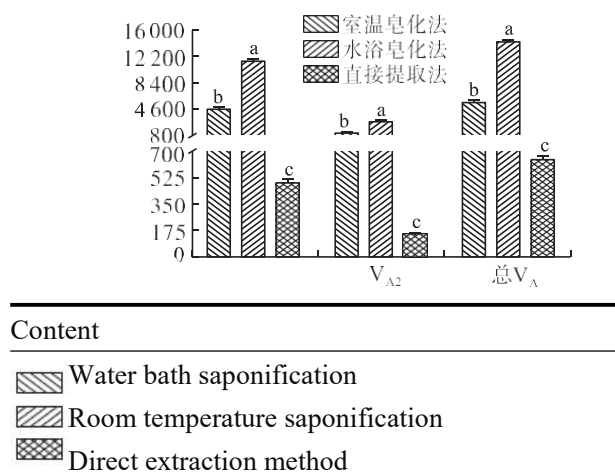 16 000
12 200
8 400
4 600
800
700
525
350
175
0
室温皂化法
水浴皂化法
直接提取法
b
a
c
b
a
c
b
a
c
V_A2
总V_A
Content
Water bath saponification
Room temperature saponification
Direct extraction method